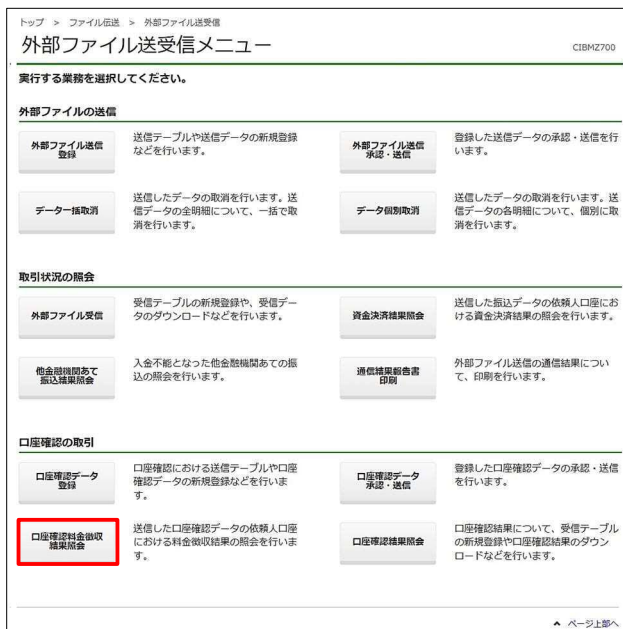 トップ > ファイル伝送 > 外部ファイル送受信
外部ファイル送受信メニュー
CIBMZ700
実行する業務を選択してください。
外部ファイルの送信
外部ファイル送信
登録
送信テーブルや送信データの新規登録
などを行います。
外部ファイル送信
承認・送信
登録した送信データの承認・送信を行
います。
データ一括取消
送信したデータの取消を行います。送
信データの全明細について、一括で取
消を行います。
データ個別取消
送信したデータの取消を行います。送
信データの各明細について、個別に取
消を行います。
取引状況の照会
外部ファイル受信
受信テーブルの新規登録や、受信デー
タのダウンロードなどを行います。
資金決済結果照会
送信した振込データの依頼人口座にお
ける資金決済結果の照会を行います。
他金融機関あて
振込結果照会
入金不能となった他金融機関あての振
込の照会を行います。
通信結果報告書
印刷
外部ファイル送信の通信結果につい
て、印刷を行います。
口座確認の取引
口座確認データ
登録
口座確認における送信テーブルや口座
確認データの新規登録などを行いま
す。
口座確認データ
承認・送信
登録した口座確認データの承認・送信
を行います。
口座確認料金徴収
結果照会
送信した口座確認データの依頼人口座
における料金徴収結果の照会を行いま
す。
口座確認結果照会
口座確認結果について、受信テーブル
の新規登録や口座確認結果のダウン
ロードなどを行います。
ページ上部へ